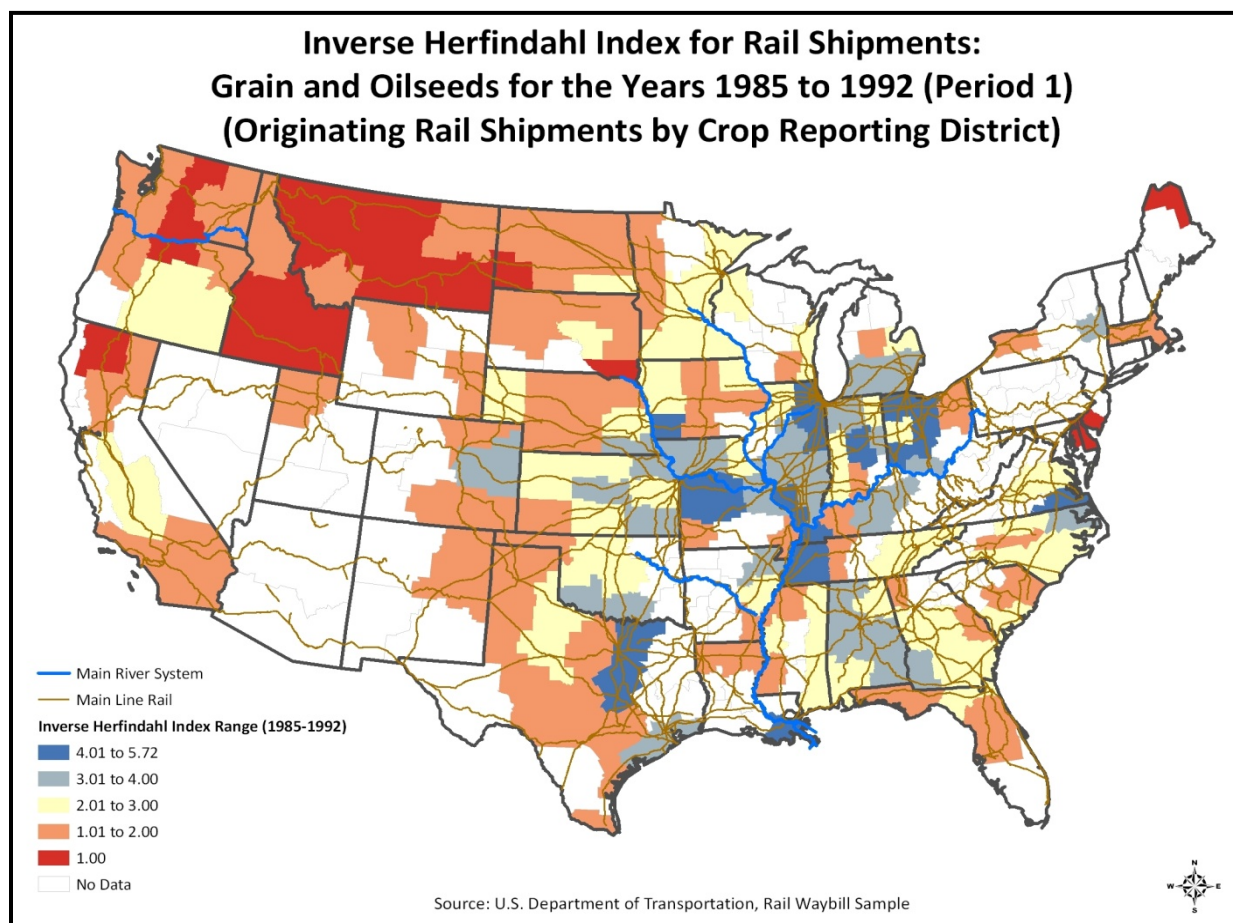 Inverse Herfindahl Index for Rail Shipments:
Grain and Oilseeds for the Years 1985 to 1992 (Period 1)
(Originating Rail Shipments by Crop Reporting District)
Main River System
Main Line Rail
Inverse Herfindahl Index Range (1985-1992)
4.01 to 5.72
3.01 to 4.00
2.01 to 3.00
1.01 to 2.00
1.00
No Data
Source: U.S. Department of Transportation, Rail Waybill Sample
N
W E
S